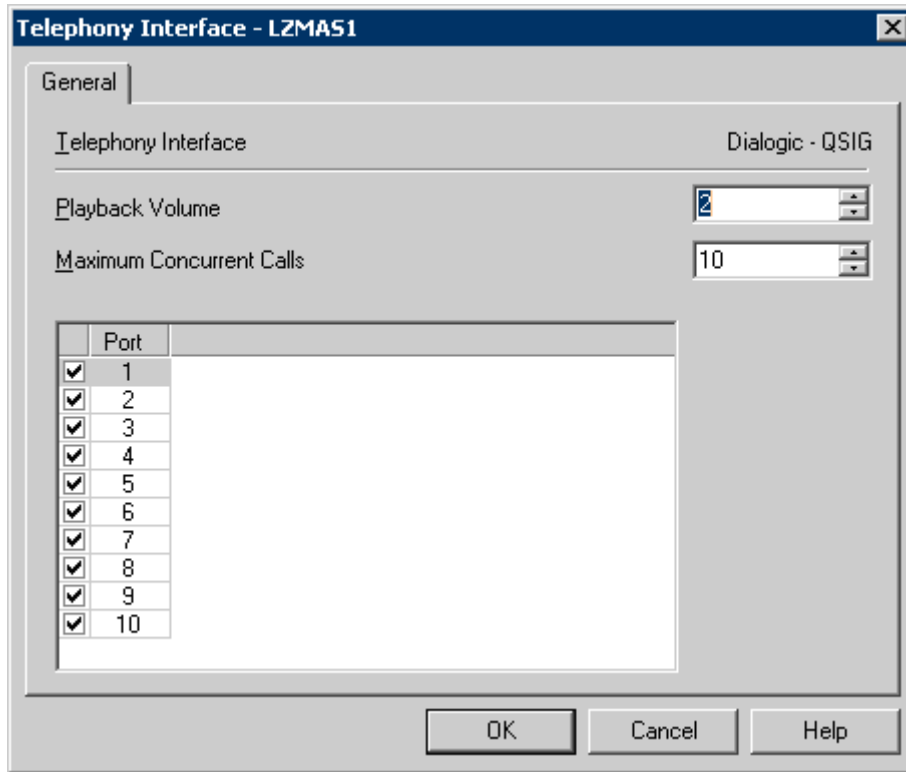 Telephony Interface - LZMAS1
General
Telephony Interface Dialogic - QSIG
Playback Volume 2
Maximum Concurrent Calls 10
Port
1
2
3
4
5
6
7
8
9
10
OK Cancel Help